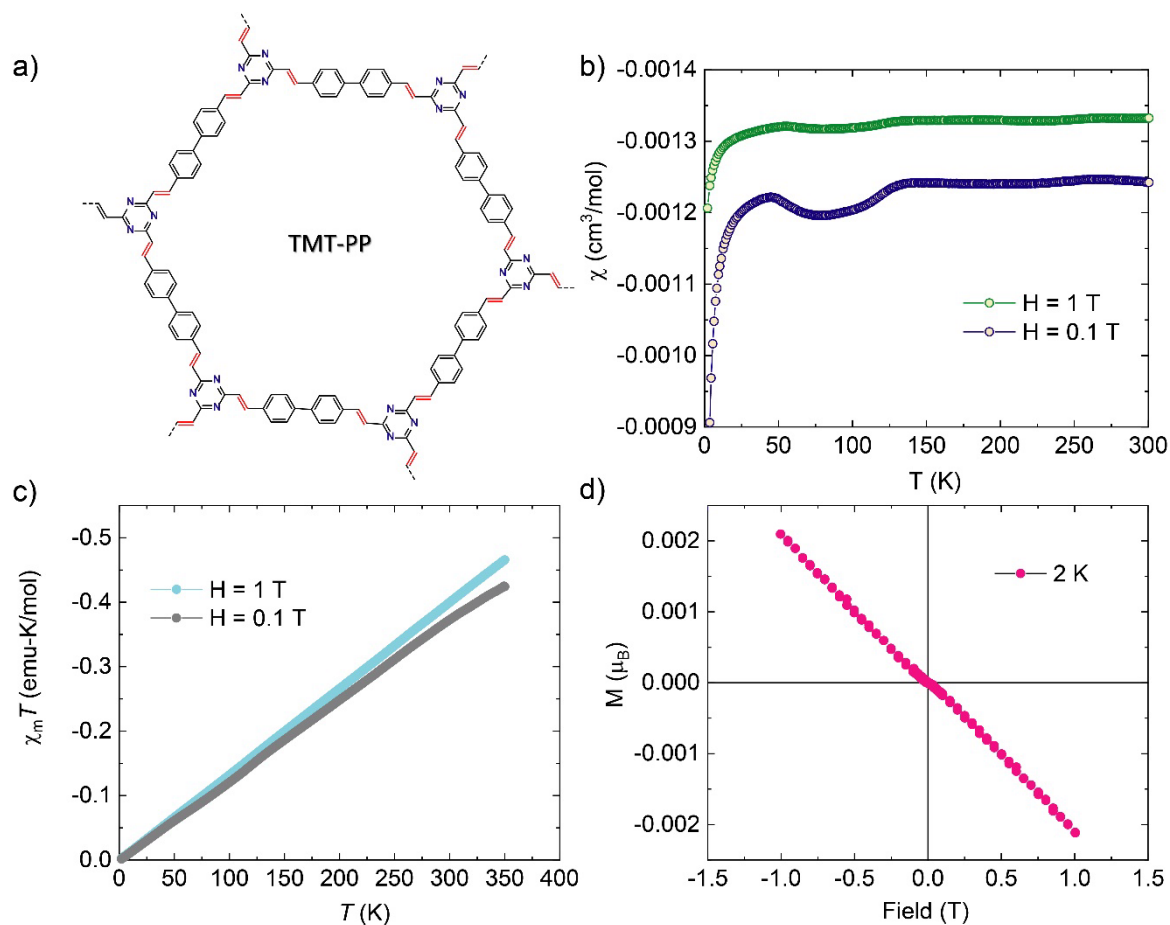 a)
N N N
N N N
N N N
N N N
N N N
N N N
TMT-PP
b)
-0.0014
-0.0013
-0.0012
-0.0011
-0.0010
-0.0009
χ (cm³/mol)
H = 1 T
H = 0.1 T
0 50 100 150 200 250 300
T (K)
c)
-0.5
-0.4
-0.3
-0.2
-0.1
0.0
χₘT (emu-K/mol)
H = 1 T
H = 0.1 T
0 50 100 150 200 250 300 350 400
T (K)
d)
0.002
0.001
0.000
-0.001
-0.002
M (μ_B)
2 K
-1.5 -1.0 -0.5 0.0 0.5 1.0 1.5
Field (T)